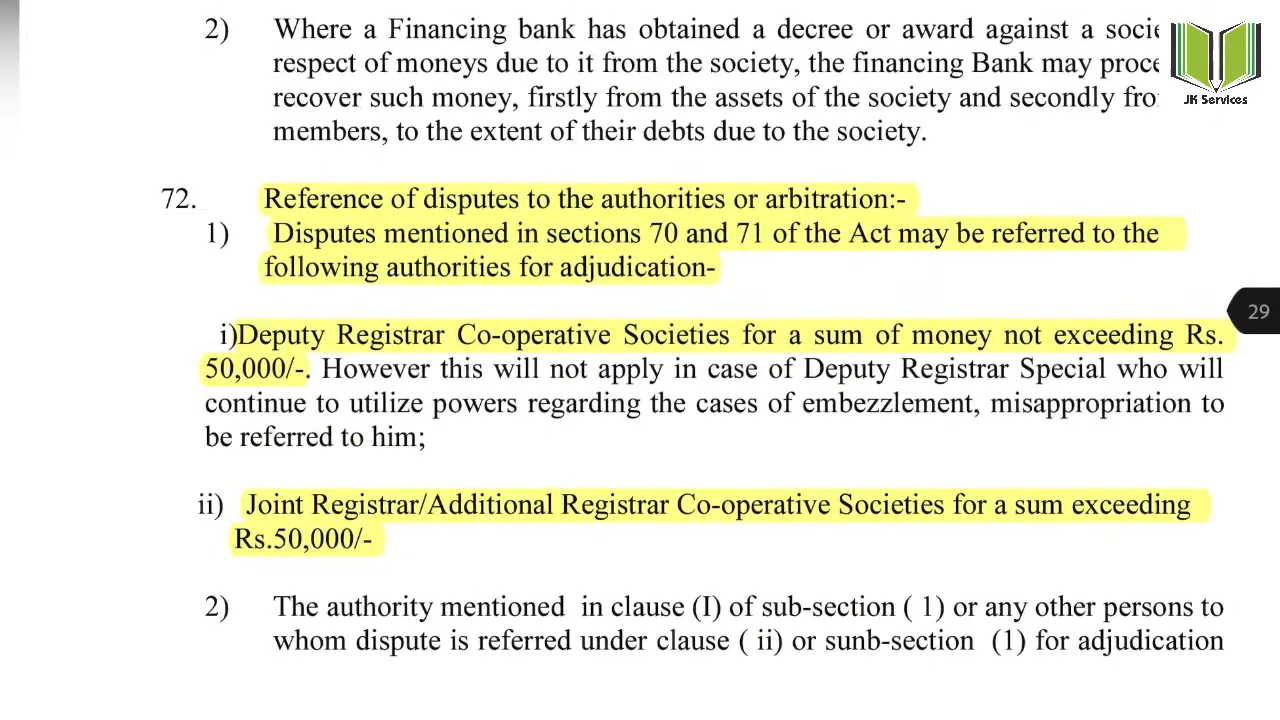 2) Where a Financing bank has obtained a decree or award against a
respect of moneys due to it from the society, the financing Bank may
recover such money, firstly from the assets of the society and secondly
members, to the extent of their debts due to the society.
JK Services
72. Reference of disputes to the authorities or arbitration:-
1) Disputes mentioned in sections 70 and 71 of the Act may be referred to the
following authorities for adjudication-
29
i)Deputy Registrar Co-operative Societies for a sum of money not exceeding Rs.
50,000/-. However this will not apply in case of Deputy Registrar Special who will
continue to utilize powers regarding the cases of embezzlement, misappropriation to
be referred to him;
ii) Joint Registrar/Additional Registrar Co-operative Societies for a sum exceeding
Rs.50,000/-
2) The authority mentioned in clause (I) of sub-section ( 1) or any other persons to
whom dispute is referred under clause ( ii) or sunb-section (1) for adjudication